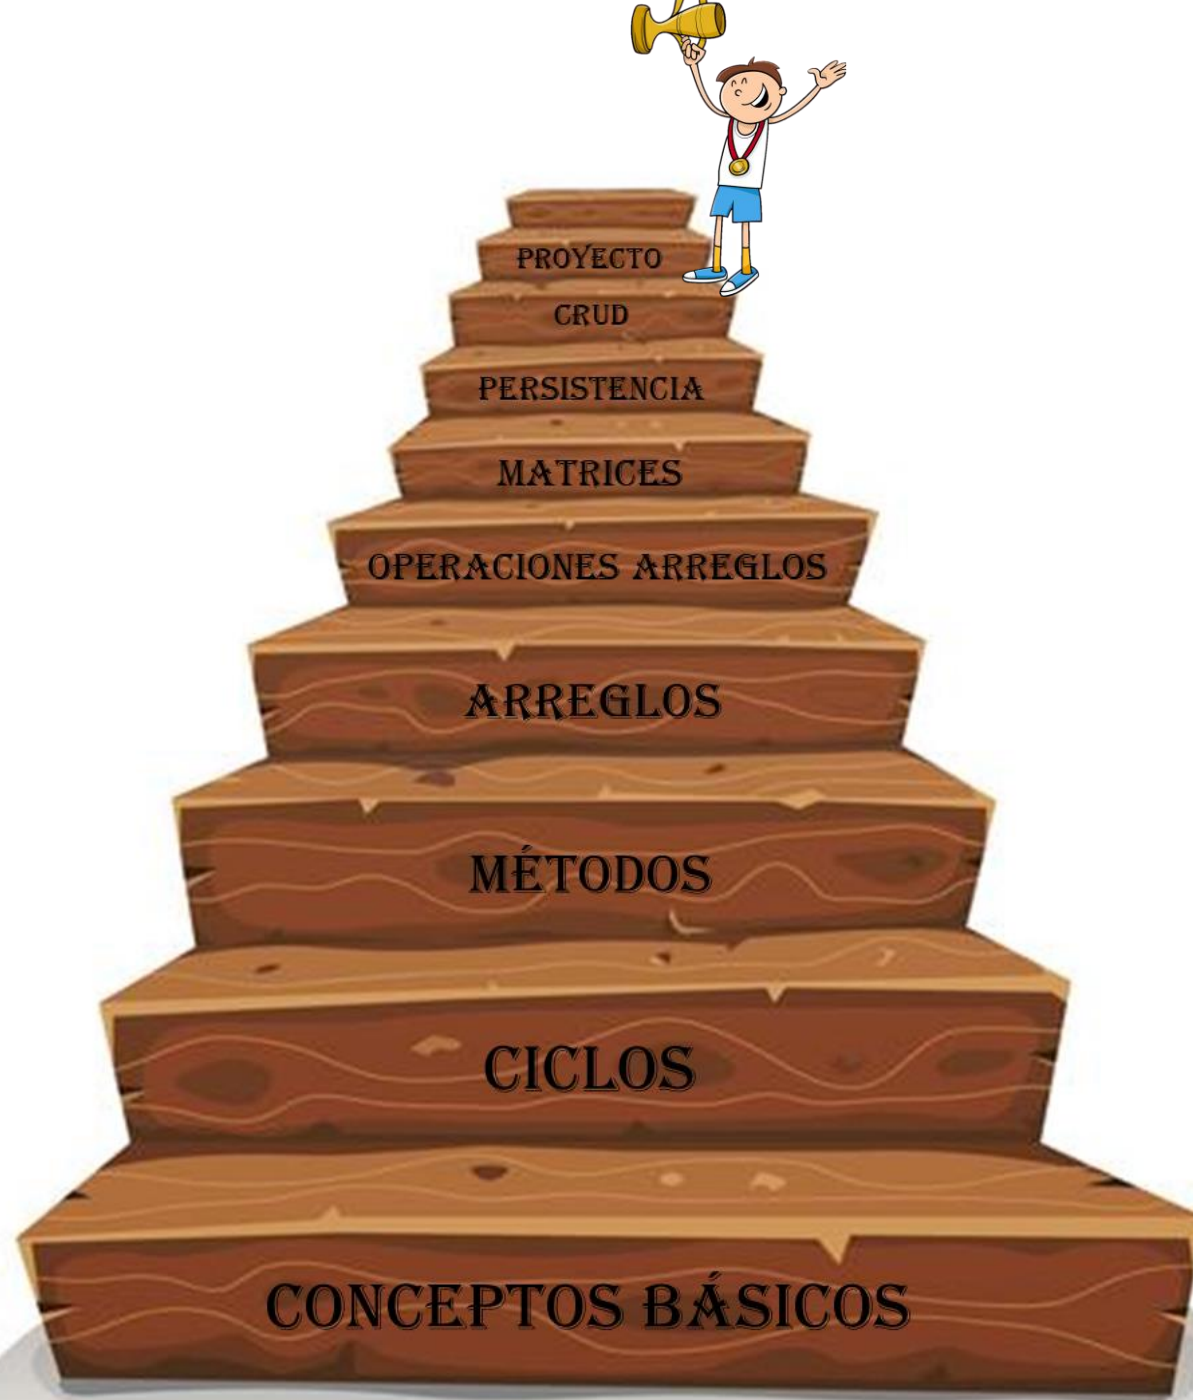 PROYECTO
CRUD
PERSISTENCIA
MATRICES
OPERACIONES ARREGLOS
ARREGLOS
MÉTODOS
CICLOS
CONCEPTOS BÁSICOS